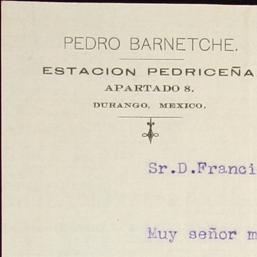 PEDRO BARNETCHE.
ESTACION PEDRICEÑA
APARTADO 8.
DURANGO, MEXICO.
Sr.D.Franci
Muy señor m